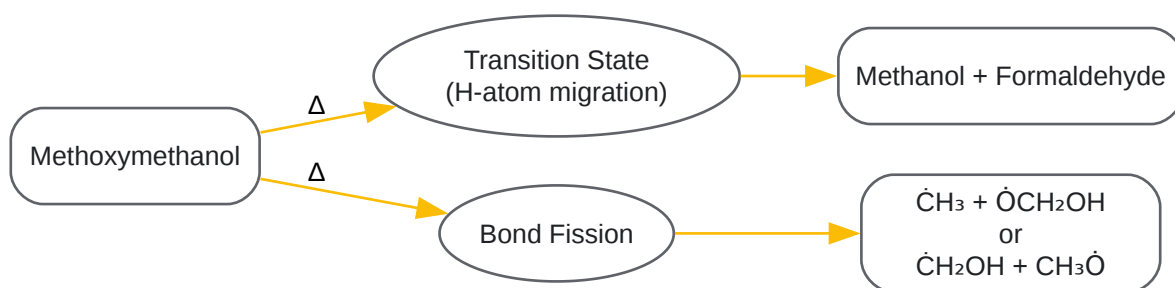 Transition State
(H-atom migration)
Methanol + Formaldehyde
Δ
Methoxymethanol
Δ
Bond Fission
ĊH₃ + ȮCH₂OH
or
ĊH₂OH + CH₃Ȯ